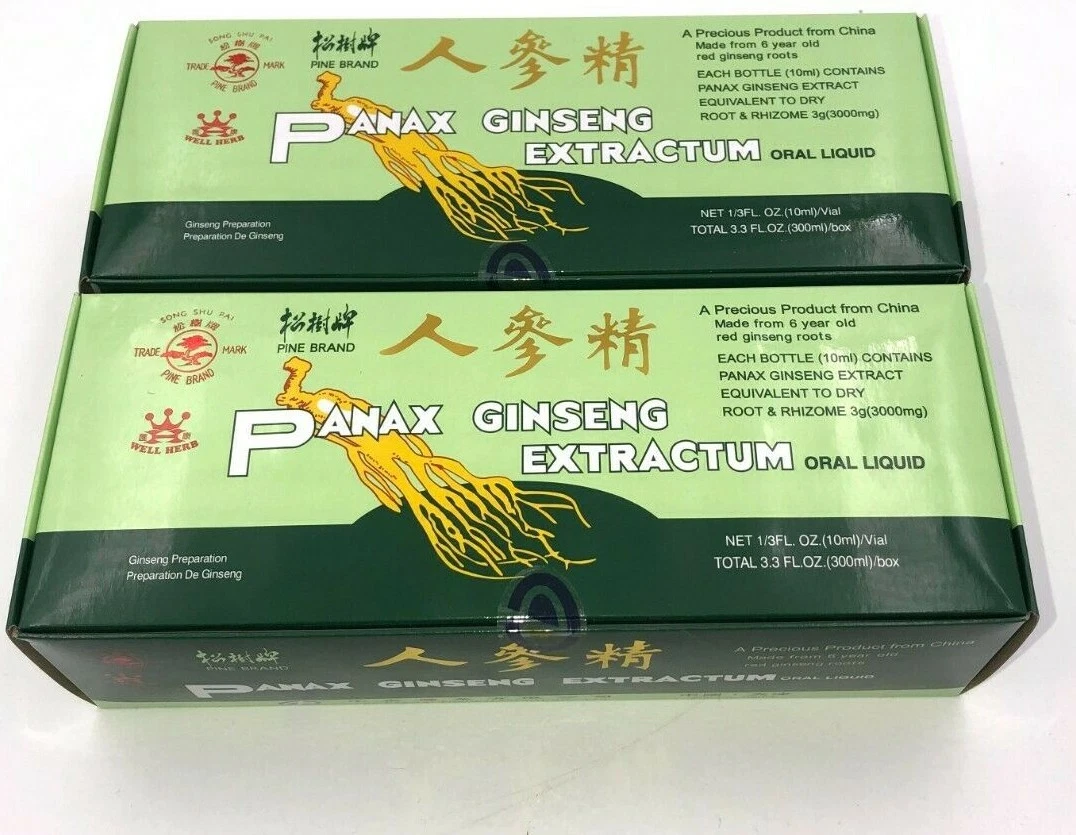 SONG SHU PAI
松樹牌
TRADE MARK
PINE BRAND
松樹牌
PINE BRAND
人參精
A Precious Product from China
Made from 6 year old
red ginseng roots
EACH BOTTLE (10ml) CONTAINS
PANAX GINSENG EXTRACT
EQUIVALENT TO DRY
ROOT & RHIZOME 3g(3000mg)
WELL HERB
PANAX GINSENG
EXTRACTUM ORAL LIQUID
Ginseng Preparation
Preparation De Ginseng
NET 1/3FL. OZ.(10ml)/Vial
TOTAL 3.3 FL.OZ.(300ml)/box
SONG SHU PAI
松樹牌
TRADE MARK
PINE BRAND
松樹牌
PINE BRAND
人參精
A Precious Product from China
Made from 6 year old
red ginseng roots
EACH BOTTLE (10ml) CONTAINS
PANAX GINSENG EXTRACT
EQUIVALENT TO DRY
ROOT & RHIZOME 3g(3000mg)
WELL HERB
PANAX GINSENG
EXTRACTUM ORAL LIQUID
Ginseng Preparation
Preparation De Ginseng
NET 1/3FL. OZ.(10ml)/Vial
TOTAL 3.3 FL.OZ.(300ml)/box
松樹牌
PINE BRAND
人參精
A Precious Product from China
Made from 6 year old
red ginseng roots
PANAX GINSENG EXTRACTUM ORAL LIQUID